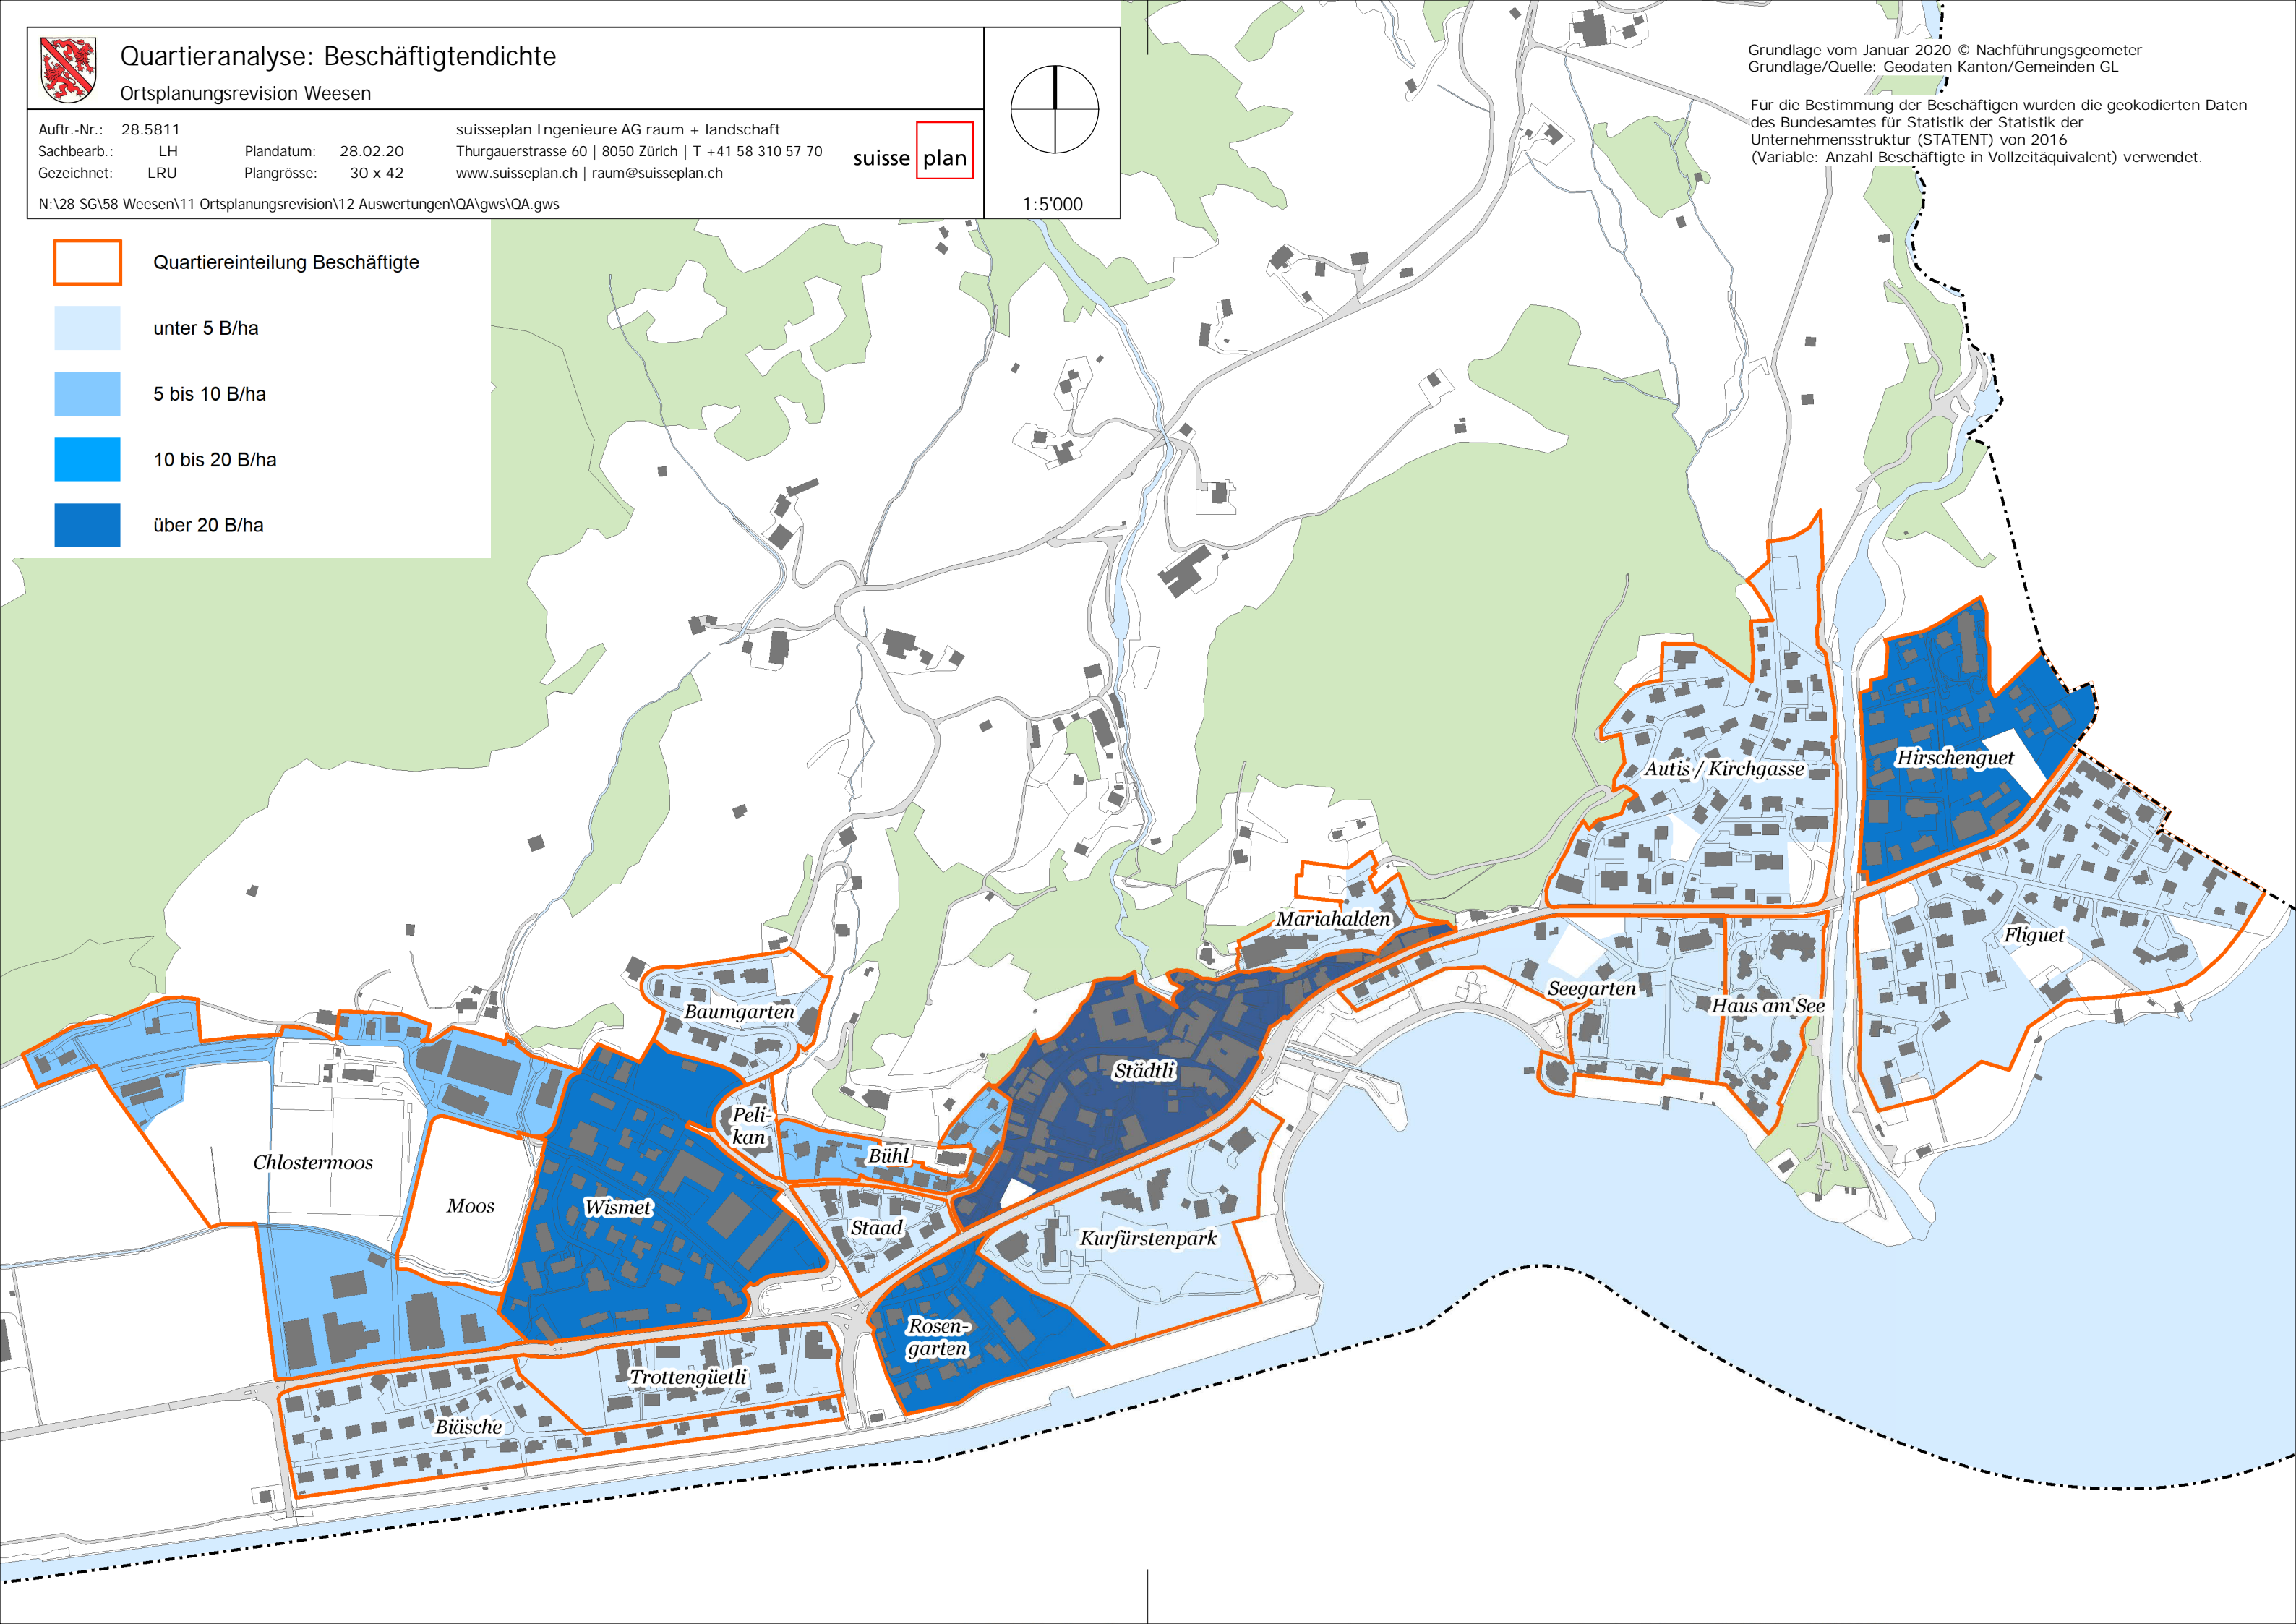 Quartieranalyse: Beschäftigtendichte
Ortsplanungsrevision Weesen
Auftr.-Nr.: 28.5811
Sachbearb.: LH
Gezeichnet: LRU
Plandatum: 28.02.20
Plangrösse: 30 x 42
suisseplan Ingenieure AG raum + landschaft
Thurgauerstrasse 60 | 8050 Zürich | T +41 58 310 57 70
www.suisseplan.ch | raum@suisseplan.ch
suisse plan
N:\28 SG\58 Weesen\11 Ortsplanungsrevision\12 Auswertungen\QA\gws\QA.gws
1:5'000
Grundlage vom Januar 2020 © Nachführungsgeometer
Grundlage/Quelle: Geodaten Kanton/Gemeinden GL
Für die Bestimmung der Beschäftigen wurden die geokodierten Daten
des Bundesamtes für Statistik der Statistik der
Unternehmensstruktur (STATENT) von 2016
(Variable: Anzahl Beschäftigte in Vollzeitäquivalent) verwendet.
Quartiereinteilung Beschäftigte
unter 5 B/ha
5 bis 10 B/ha
10 bis 20 B/ha
über 20 B/ha
Hirschenguet
Autis / Kirchgasse
Mariahalden
Fliguet
Seegarten
Haus am See
Baumgarten
Städtli
Peli-
kan
Bühl
Chlostermoos
Moos
Wismet
Staad
Kurfürstenpark
Rosen-
garten
Trottengüetli
Biäsche